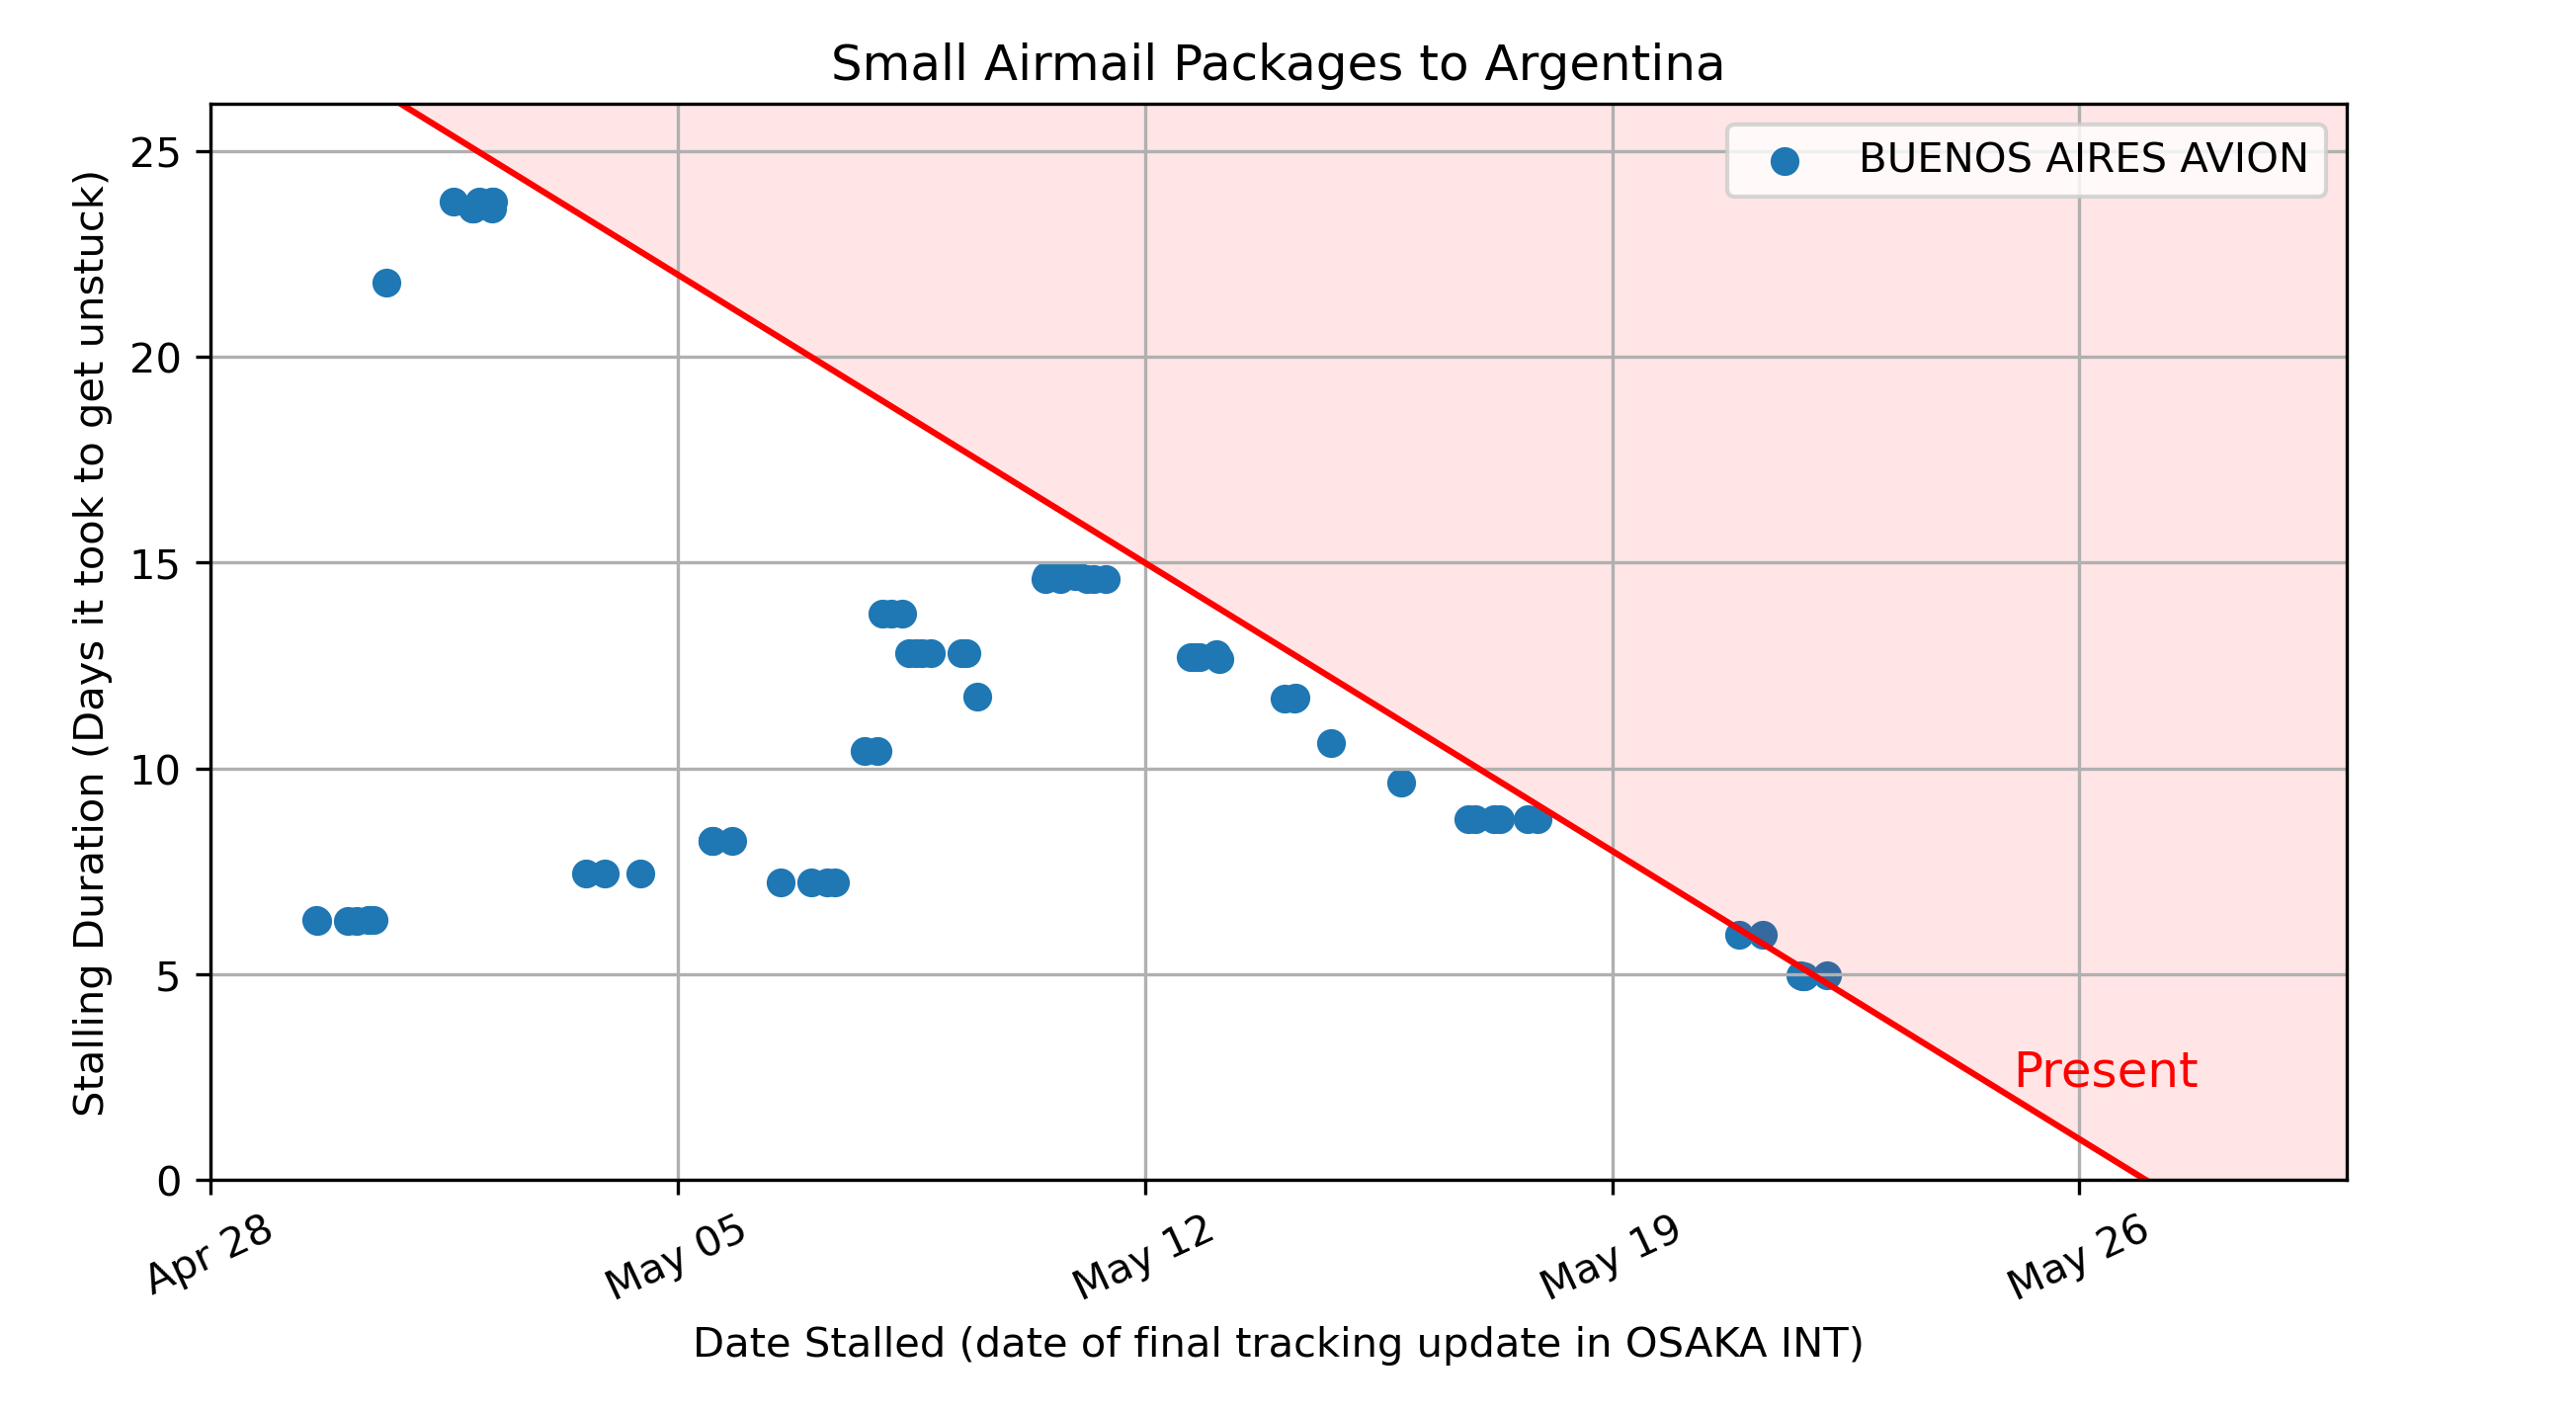 Small Airmail Packages to Argentina
BUENOS AIRES AVION
Stalling Duration (Days it took to get unstuck)
25
20
15
10
5
0
Present
Apr 28
May 05
May 12
May 19
May 26
Date Stalled (date of final tracking update in OSAKA INT)